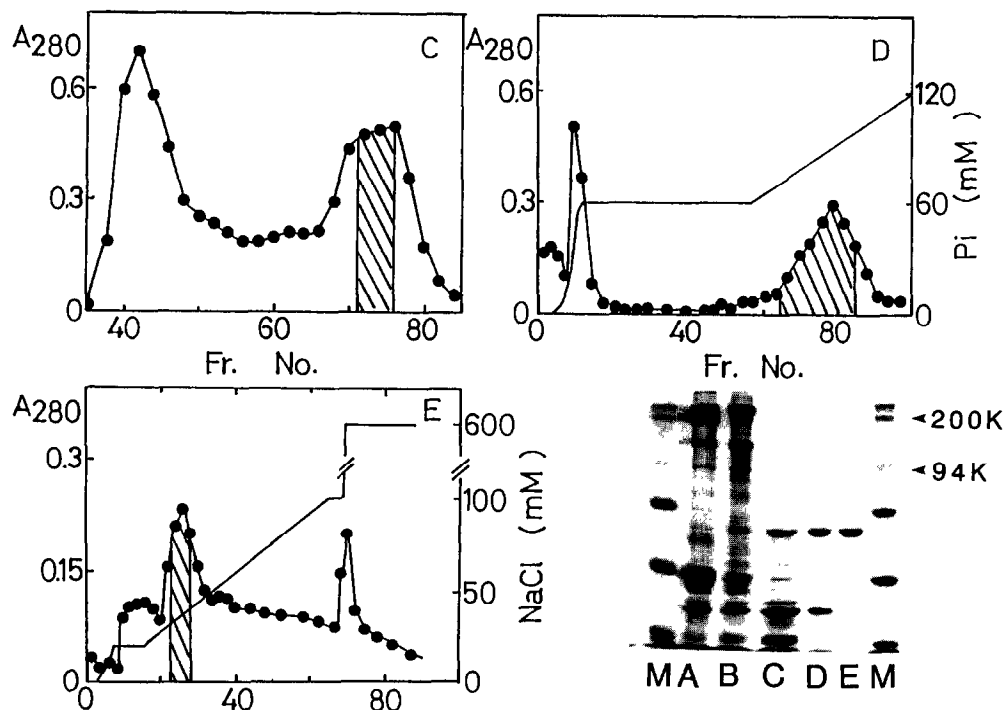 A280 C
0.6
0.3
0
40 60 80
Fr. No.
A280 D
0.6
0.3
0
0 40 80
Fr. No.
120
60
0
Pi (mM)
A280 E
0.3
0.15
0
0 40 80
600
100
50
0
NaCl (mM)
200K
94K
M A B C D E M